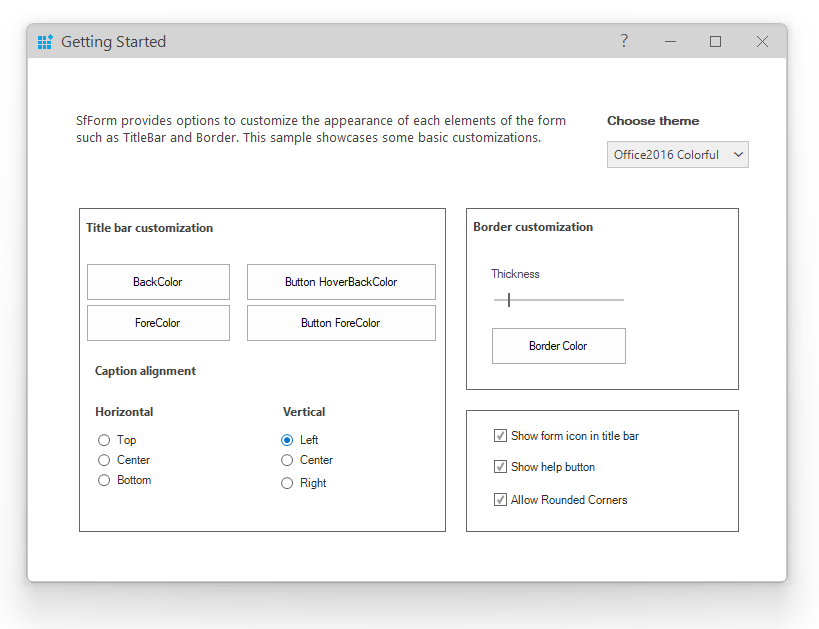 Getting Started
?
SfForm provides options to customize the appearance of each elements of the form
such as TitleBar and Border. This sample showcases some basic customizations.
Choose theme
Office2016 Colorful
Title bar customization
BackColor
Button HoverBackColor
ForeColor
Button ForeColor
Caption alignment
Horizontal
Vertical
Top
Left
Center
Center
Bottom
Right
Border customization
Thickness
Border Color
Show form icon in title bar
Show help button
Allow Rounded Corners